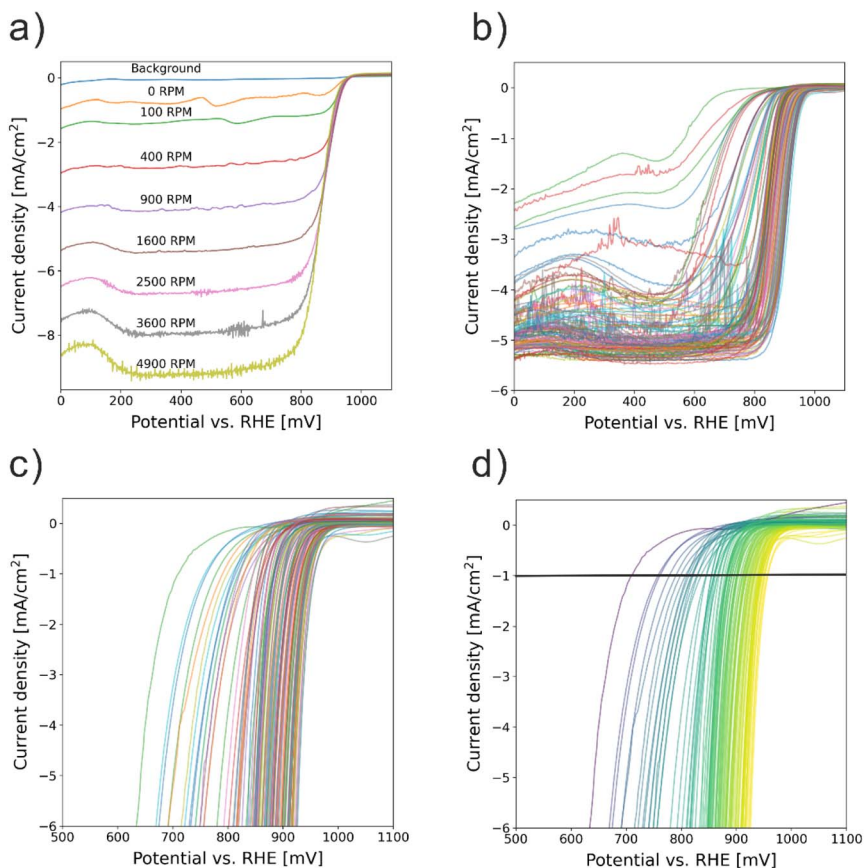 a)
Current density [mA/cm²]
0
−2
−4
−6
−8
Background
0 RPM
100 RPM
400 RPM
900 RPM
1600 RPM
2500 RPM
3600 RPM
4900 RPM
0 200 400 600 800 1000
Potential vs. RHE [mV]
b)
Current density [mA/cm²]
0
−1
−2
−3
−4
−5
−6
0 200 400 600 800 1000
Potential vs. RHE [mV]
c)
Current density [mA/cm²]
0
−1
−2
−3
−4
−5
−6
500 600 700 800 900 1000 1100
Potential vs. RHE [mV]
d)
Current density [mA/cm²]
0
−1
−2
−3
−4
−5
−6
500 600 700 800 900 1000 1100
Potential vs. RHE [mV]